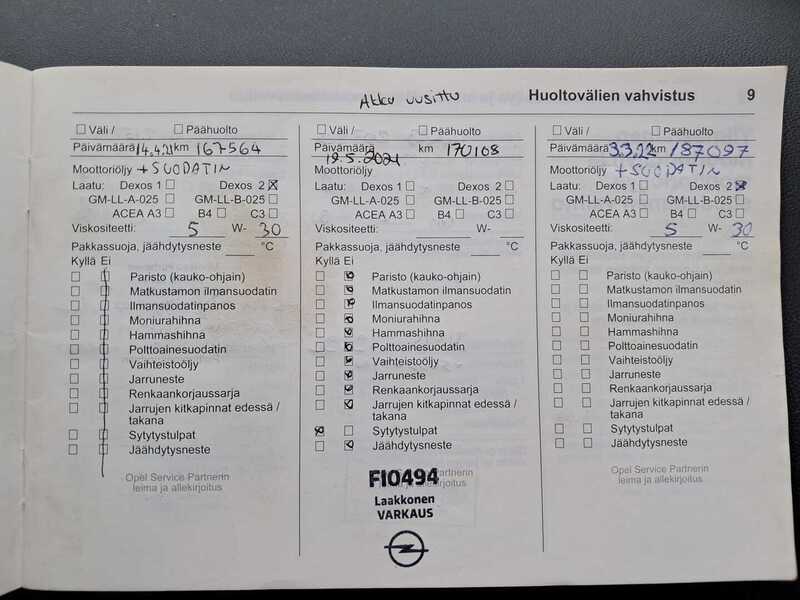 Akku uusittu
Huoltovälien vahvistus 9
Väli / Päähuolto
Päivämäärä 14.4.21 km 167564
Moottoriöljy + SUODATIN
Laatu: Dexos 1 Dexos 2
GM-LL-A-025 GM-LL-B-025
ACEA A3 B4 C3
Viskositeetti: 5 W- 30
Pakkassuoja, jäähdytysneste °C
Kyllä Ei
Paristo (kauko-ohjain)
Matkustamon ilmansuodatin
Ilmansuodatinpanos
Moniurahihna
Hammashihna
Polttoainesuodatin
Vaihteistoöljy
Jarruneste
Renkaankorjaussarja
Jarrujen kitkapinnat edessä /
takana
Sytytystulpat
Jäähdytysneste
Opel Service Partnerin
leima ja allekirjoitus
Väli / Päähuolto
Päivämäärä km 170108
19.5.2021
Moottoriöljy
Laatu: Dexos 1 Dexos 2
GM-LL-A-025 GM-LL-B-025
ACEA A3 B4 C3
Viskositeetti: W-
Pakkassuoja, jäähdytysneste °C
Kyllä Ei
Paristo (kauko-ohjain)
Matkustamon ilmansuodatin
Ilmansuodatinpanos
Moniurahihna
Hammashihna
Polttoainesuodatin
Vaihteistoöljy
Jarruneste
Renkaankorjaussarja
Jarrujen kitkapinnat edessä /
takana
Sytytystulpat
Jäähdytysneste
Opel Service Partnerin
leima ja allekirjoitus
FI0494
Laakkonen
VARKAUS
Väli / Päähuolto
Päivämäärä 3.3.22 km 187097
Moottoriöljy + SUODATIN
Laatu: Dexos 1 Dexos 2
GM-LL-A-025 GM-LL-B-025
ACEA A3 B4 C3
Viskositeetti: 5 W- 30
Pakkassuoja, jäähdytysneste °C
Kyllä Ei
Paristo (kauko-ohjain)
Matkustamon ilmansuodatin
Ilmansuodatinpanos
Moniurahihna
Hammashihna
Polttoainesuodatin
Vaihteistoöljy
Jarruneste
Renkaankorjaussarja
Jarrujen kitkapinnat edessä /
takana
Sytytystulpat
Jäähdytysneste
Opel Service Partnerin
leima ja allekirjoitus